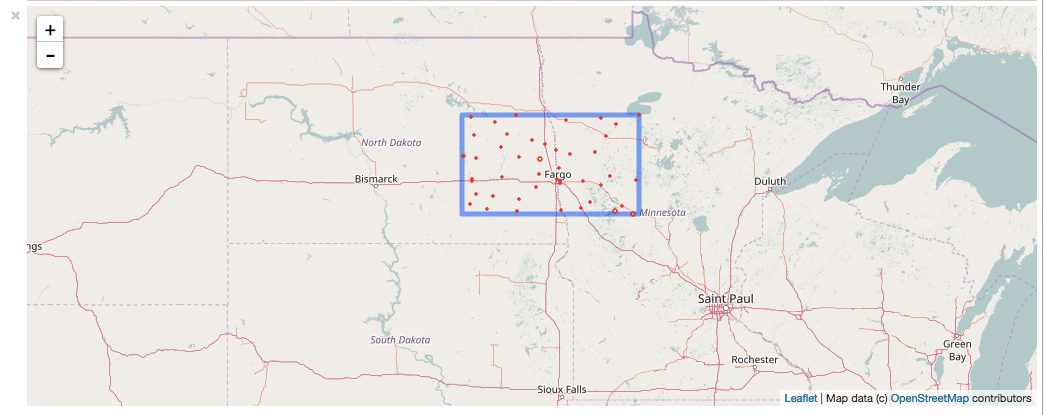 ×
+
-
Thunder
Bay
North Dakota
Bismarck
Fargo
Duluth
Minnesota
ngs
Saint Paul
South Dakota
Green
Bay
Rochester
Sioux Falls
Leaflet | Map data (c) OpenStreetMap contributors